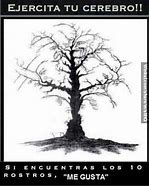 EJERCITA TU CEREBRO!!
SI ENCUENTRAS LOS 10
ROSTROS, "ME GUSTA"